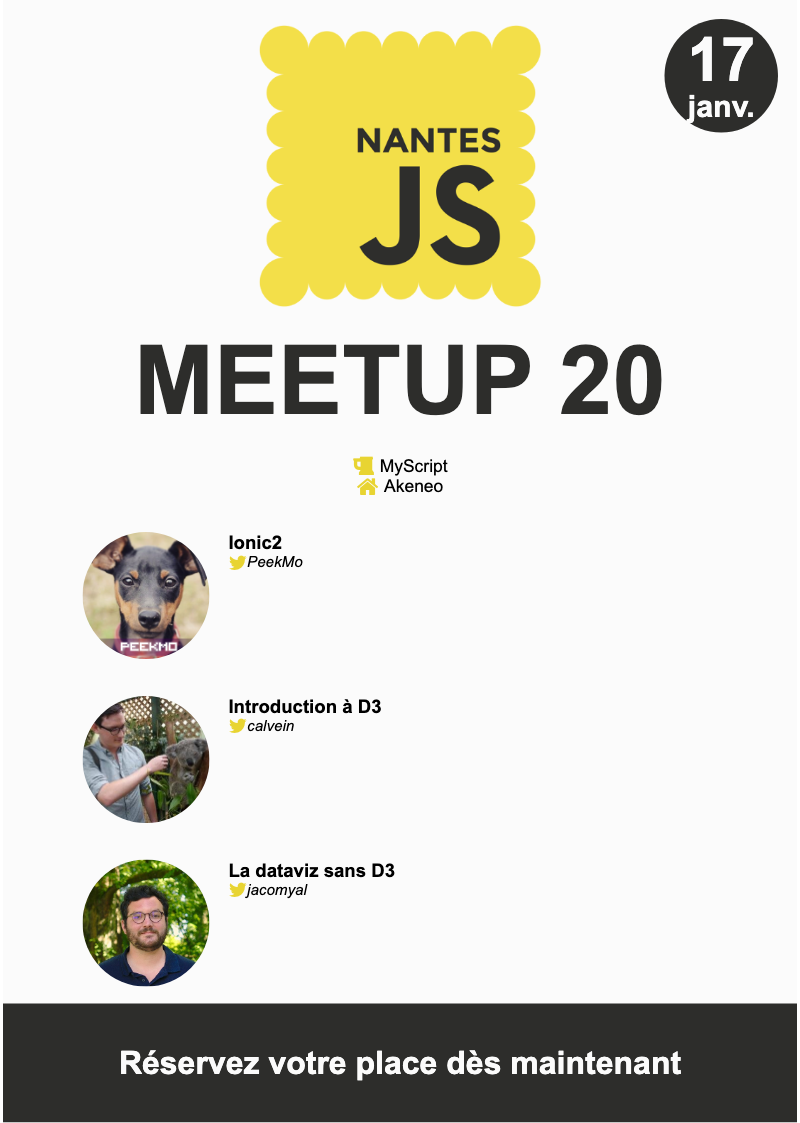 17
janv.
NANTES
JS
MEETUP 20
MyScript
Akeneo
Ionic2
PeekMo
PEEKMO
Introduction à D3
calvein
La dataviz sans D3
jacomyal
Réservez votre place dès maintenant